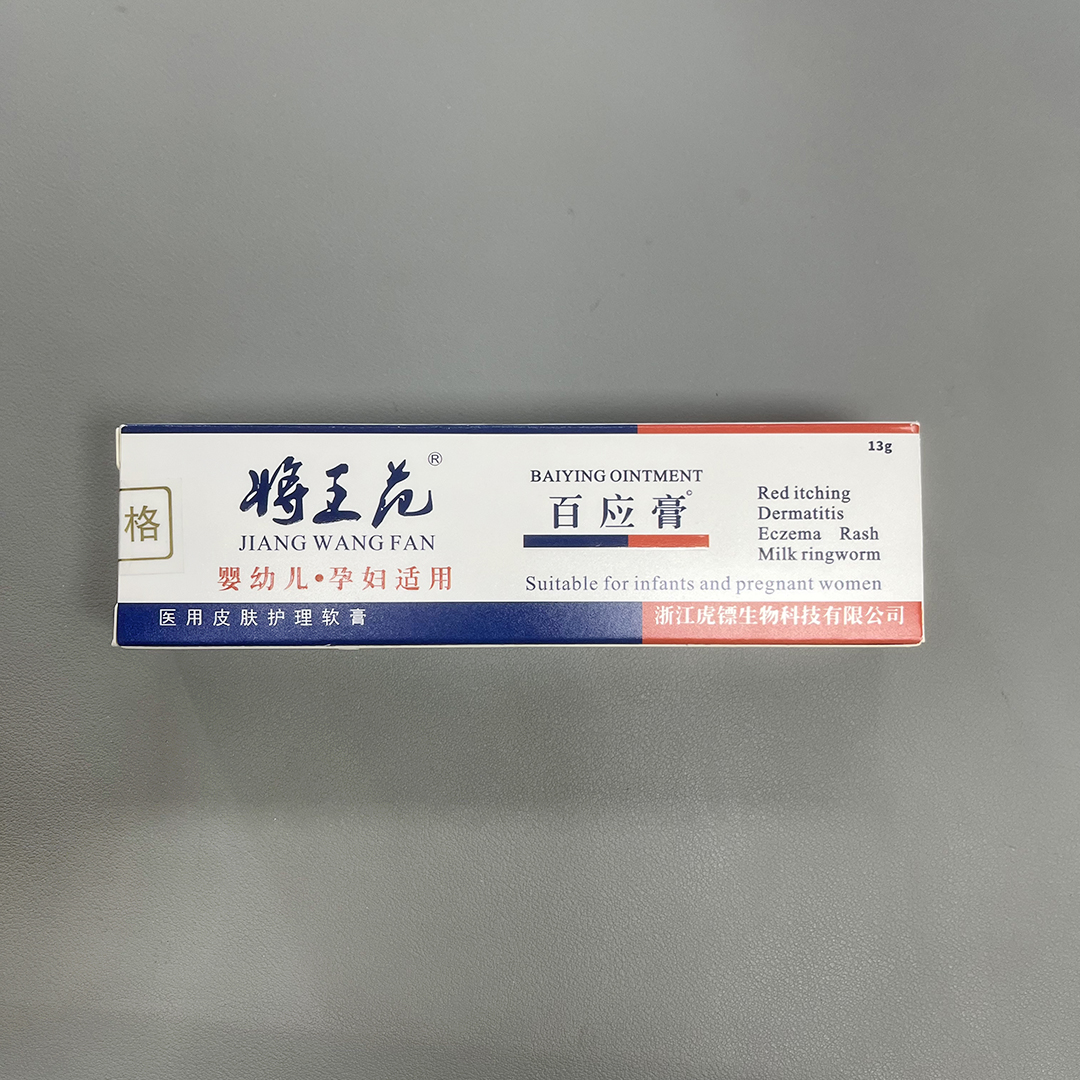 13g
格
将王范®
JIANG WANG FAN
婴幼儿•孕妇适用
BAIYING OINTMENT
百应膏
Red itching
Dermatitis
Eczema Rash
Milk ringworm
Suitable for infants and pregnant women
医用皮肤护理软膏
浙江虎镖生物科技有限公司